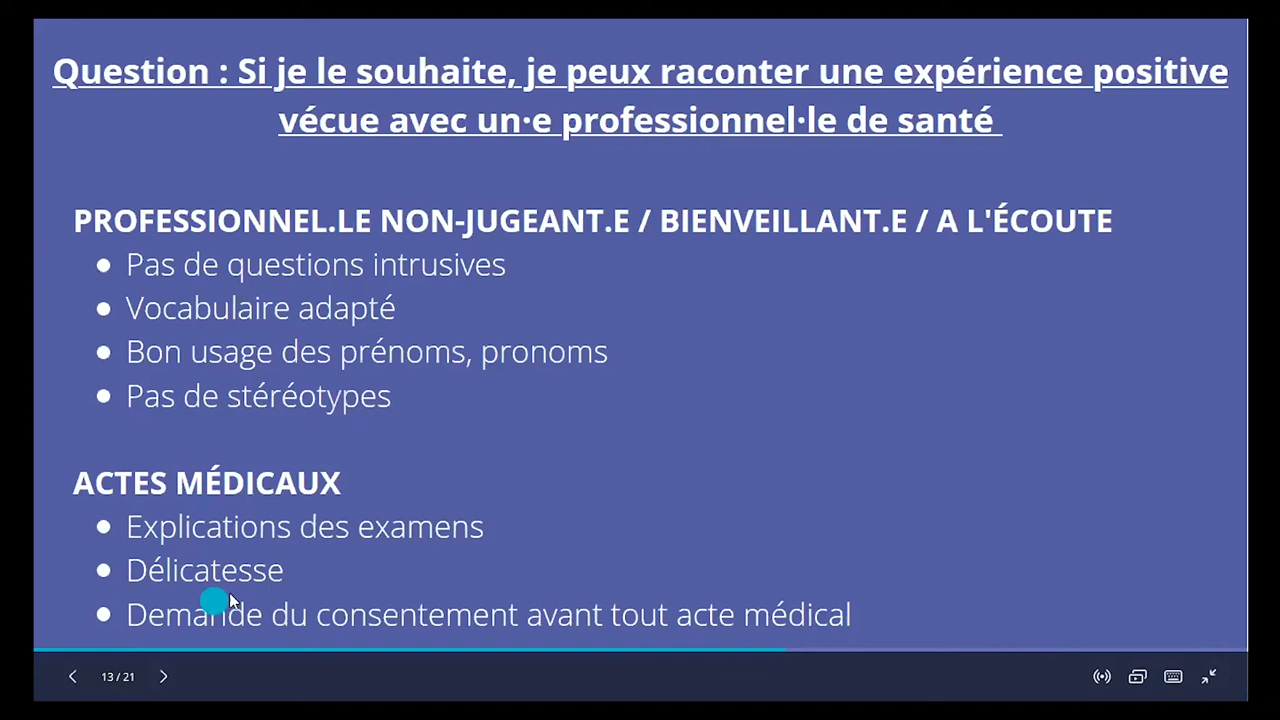 Question : Si je le souhaite, je peux raconter une expérience positive
vécue avec un·e professionnel·le de santé
PROFESSIONNEL.LE NON-JUGEANT.E / BIENVEILLANT.E / A L'ÉCOUTE
Pas de questions intrusives
Vocabulaire adapté
Bon usage des prénoms, pronoms
Pas de stéréotypes
ACTES MÉDICAUX
Explications des examens
Délicatesse
Demande du consentement avant tout acte médical
13 / 21